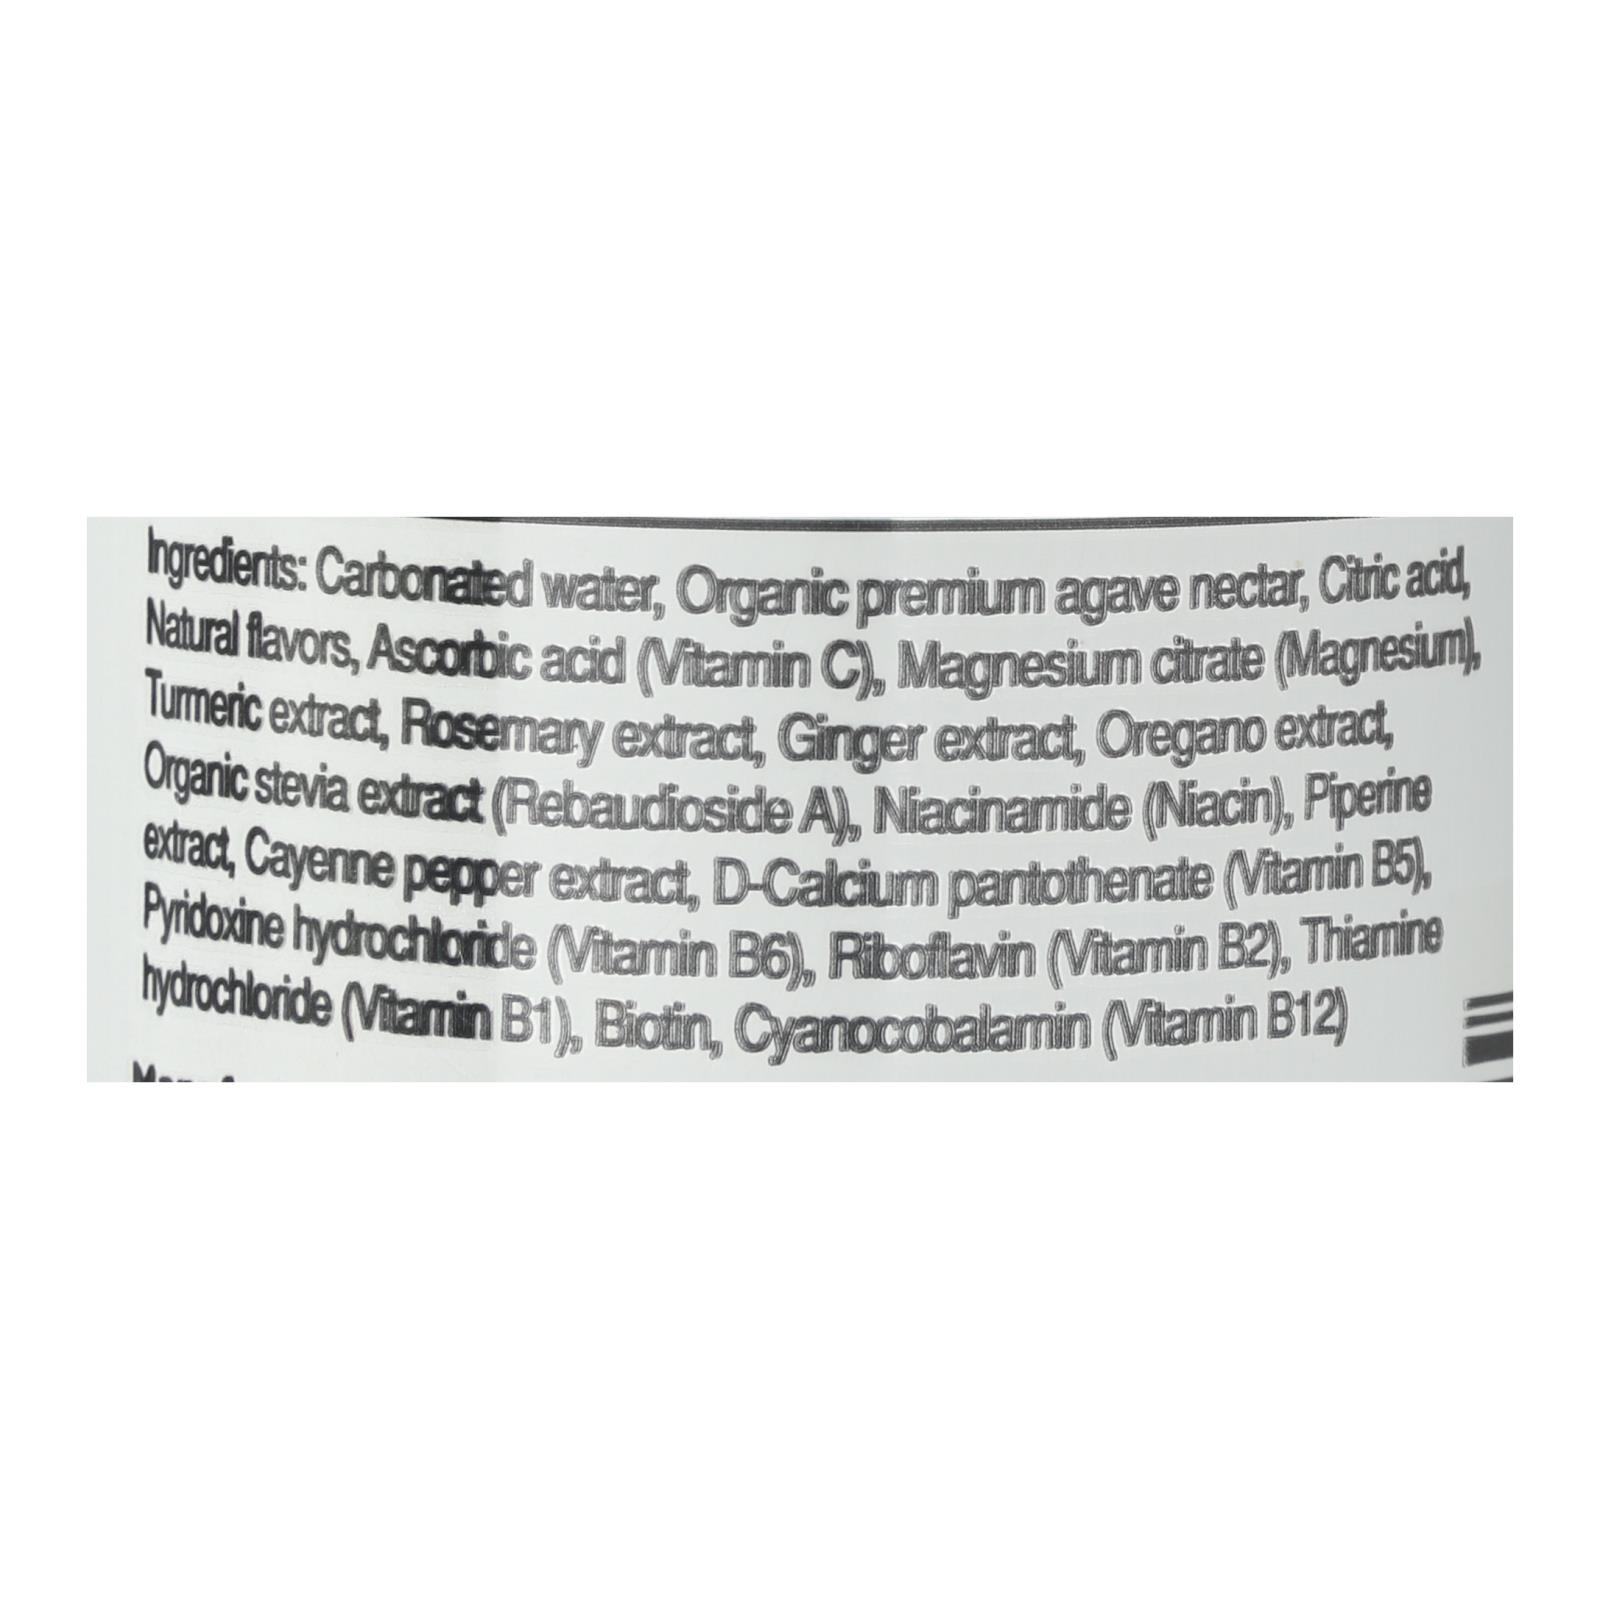 Ingredients: Carbonated water, Organic premium agave nectar, Citric acid,
Natural flavors, Ascorbic acid (Vitamin C), Magnesium citrate (Magnesium),
Turmeric extract, Rosemary extract, Ginger extract, Oregano extract,
Organic stevia extract (Rebaudioside A), Niacinamide (Niacin), Piperine
extract, Cayenne pepper extract, D-Calcium pantothenate (Vitamin B5),
Pyridoxine hydrochloride (Vitamin B6), Riboflavin (Vitamin B2), Thiamine
hydrochloride (Vitamin B1), Biotin, Cyanocobalamin (Vitamin B12)